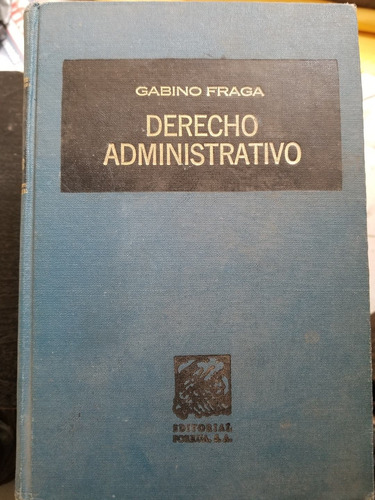 GABINO FRAGA
DERECHO
ADMINISTRATIVO
EDITORIAL
PORRUA, S. A.